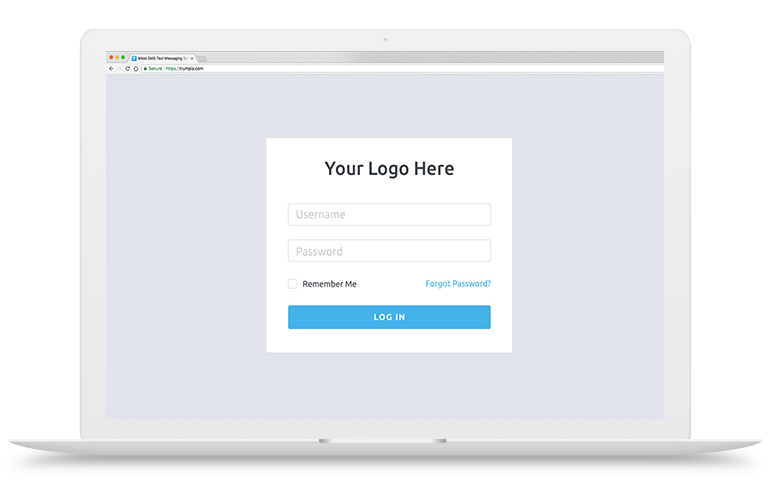 Mass SMS Text Messaging S
Secure https://trumpia.com
Your Logo Here
Username
Password
Remember Me Forgot Password?
LOG IN